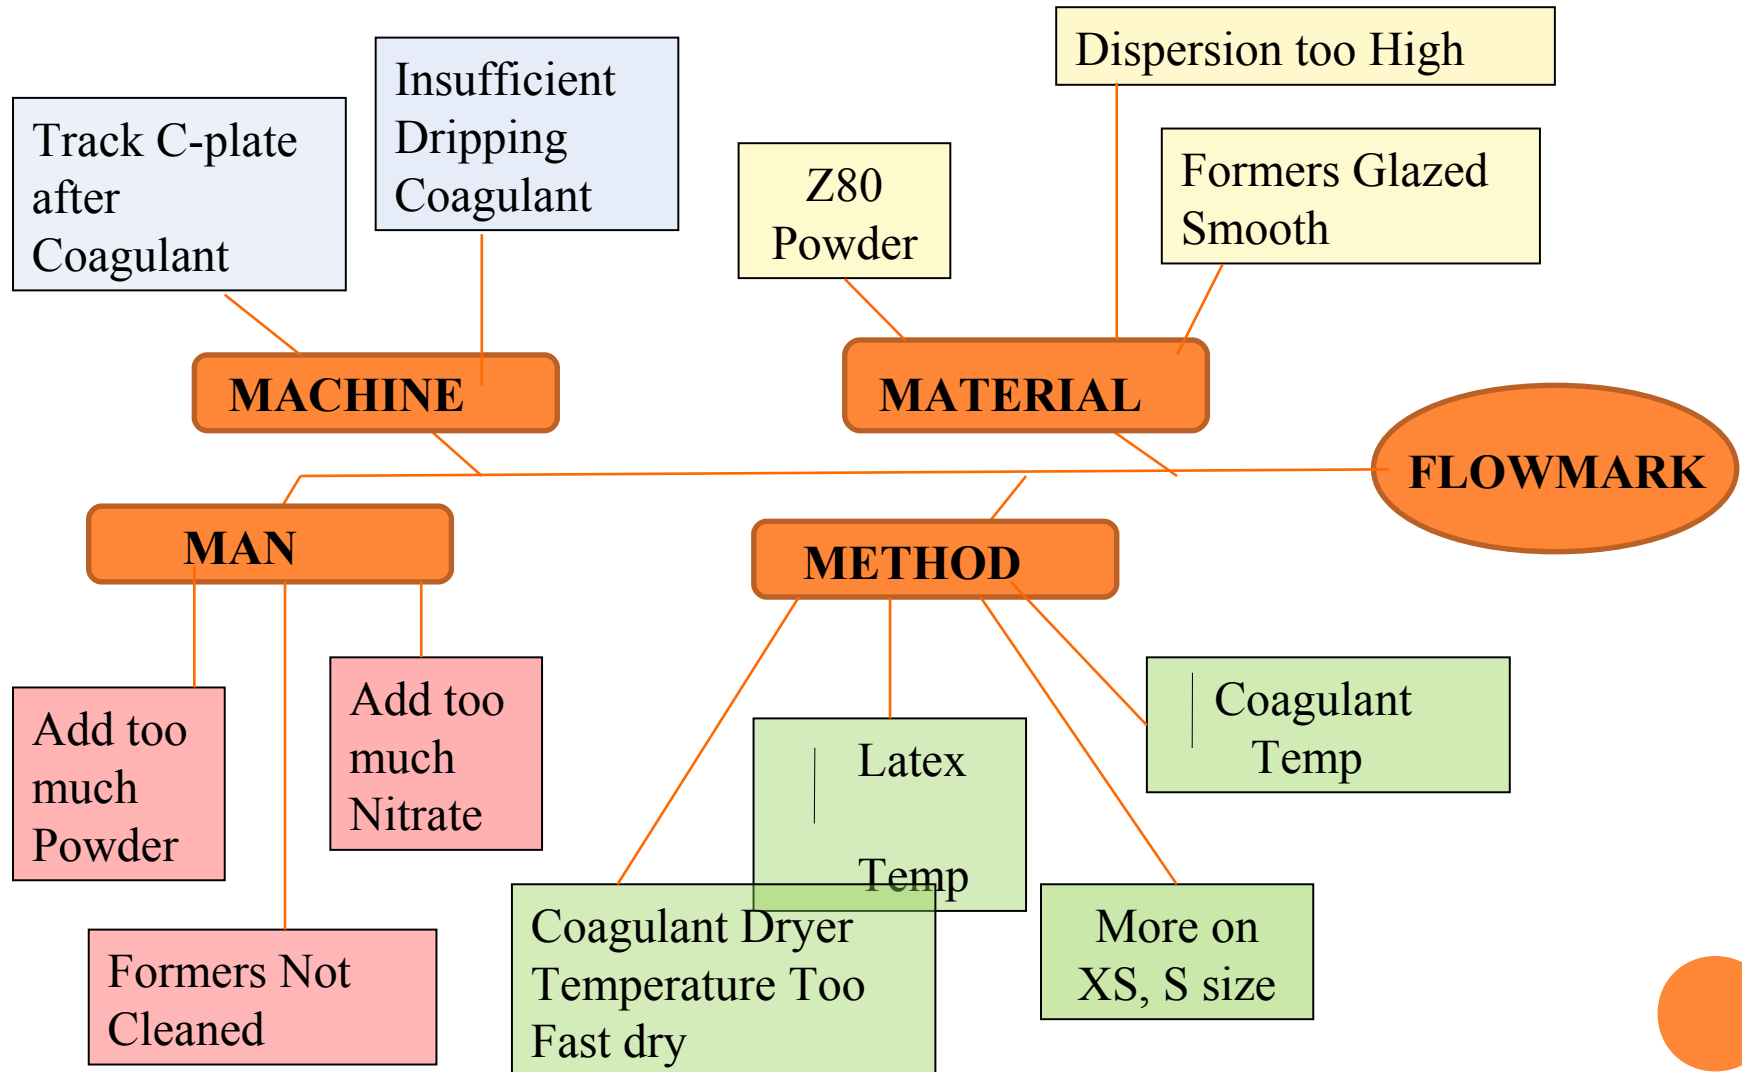 Track C-plate
after
Coagulant
Insufficient
Dripping
Coagulant
Z80
Powder
Dispersion too High
Formers Glazed
Smooth
MACHINE
MATERIAL
FLOWMARK
MAN
METHOD
Add too
much
Powder
Add too
much
Nitrate
Formers Not
Cleaned
Latex
Temp
Coagulant
Temp
Coagulant Dryer
Temperature Too
Fast dry
More on
XS, S size